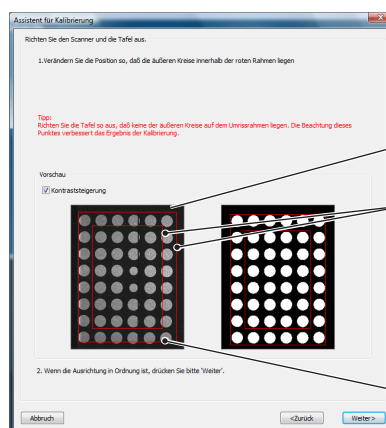 Assistent für Kalibrierung
Richten Sie den Scanner und die Tafel aus.
1.Verändern Sie die Position so, daß die äußeren Kreise innerhalb der roten Rahmen liegen
Tipp:
Richten Sie die Tafel so aus, daß keine der äußeren Kreise auf dem Umrissrahmen liegen. Die Beachtung dieses
Punktes verbessert das Ergebnis der Kalibrierung.
Vorschau
Kontraststeigerung
2. Wenn die Ausrichtung in Ordnung ist, drücken Sie bitte 'Weiter'.
Abbruch
<Zurück
Weiter>